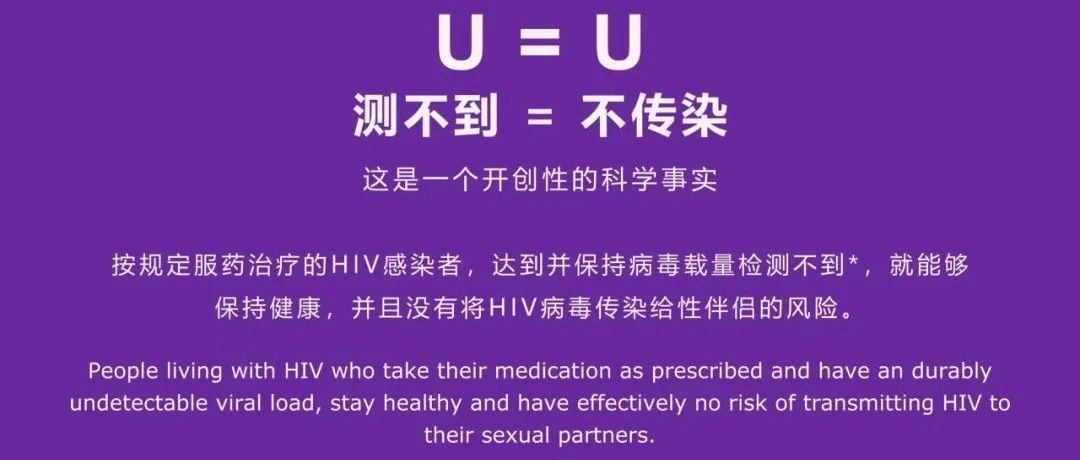 U = U
测不到 = 不传染
这是一个开创性的科学事实
按规定服药治疗的HIV感染者，达到并保持病毒载量检测不到*，就能够
保持健康，并且没有将HIV病毒传染给性伴侣的风险。
People living with HIV who take their medication as prescribed and have an durably
undetectable viral load, stay healthy and have effectively no risk of transmitting HIV to
their sexual partners.